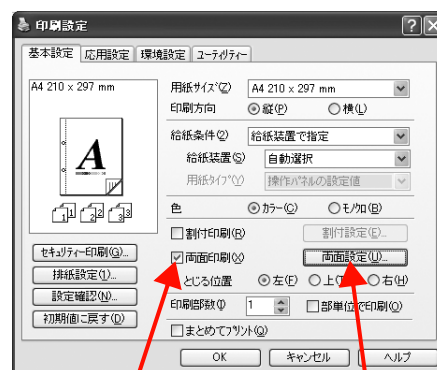 印刷設定
基本設定 応用設定 環境設定 ユーティリティー
A4 210 × 297 mm
用紙サイズ(Z) A4 210 × 297 mm
印刷方向 縦(P) 横(L)
給紙条件(2) 給紙装置で指定
給紙装置(S) 自動選択
用紙タイプ(Y) 操作パネルの設定値
A
1 1 2 2 3 3
色 カラー(C) モノクロ(B)
割付印刷(R) 割付設定(E)...
セキュリティー印刷(G)...
両面印刷(X) 両面設定(U)...
排紙設定(1)...
とじる位置 左(F) 上(T) 右(H)
設定確認(N)...
印刷部数(I) 1 部単位で印刷(O)
初期値に戻す(D)
まとめてプリント(Q)
OK キャンセル ヘルプ